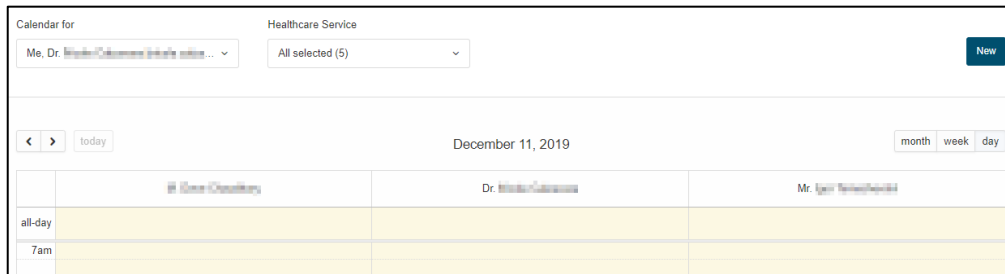 Calendar for
Healthcare Service
Me, Dr.
All selected (5)
New
today
December 11, 2019
month week day
Dr. Mr.
all-day
7am